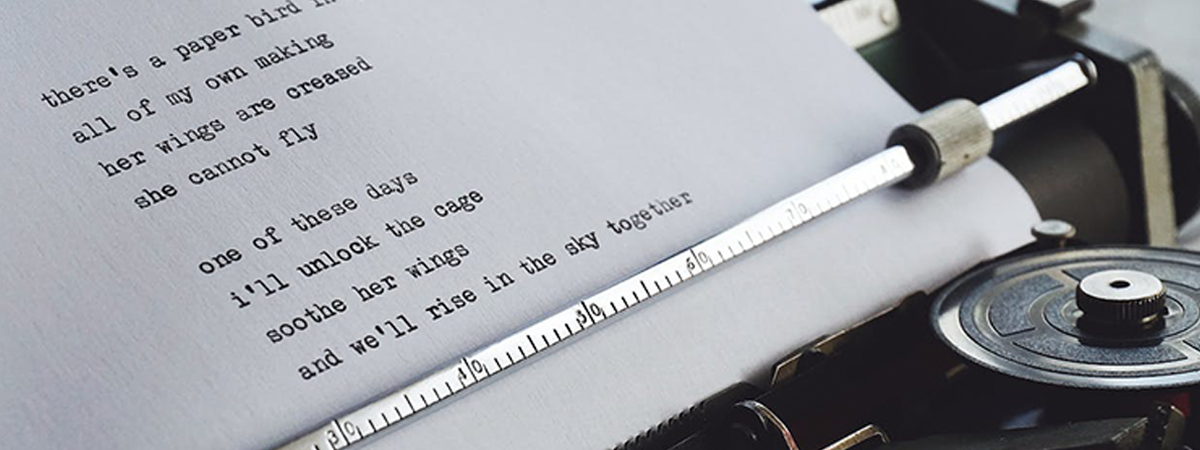 there's a paper bird in
all of my own making
her wings are creased
she cannot fly
one of these days
i'll unlock the cage
soothe her wings
and we'll rise in the sky together
30
40
50
60
70